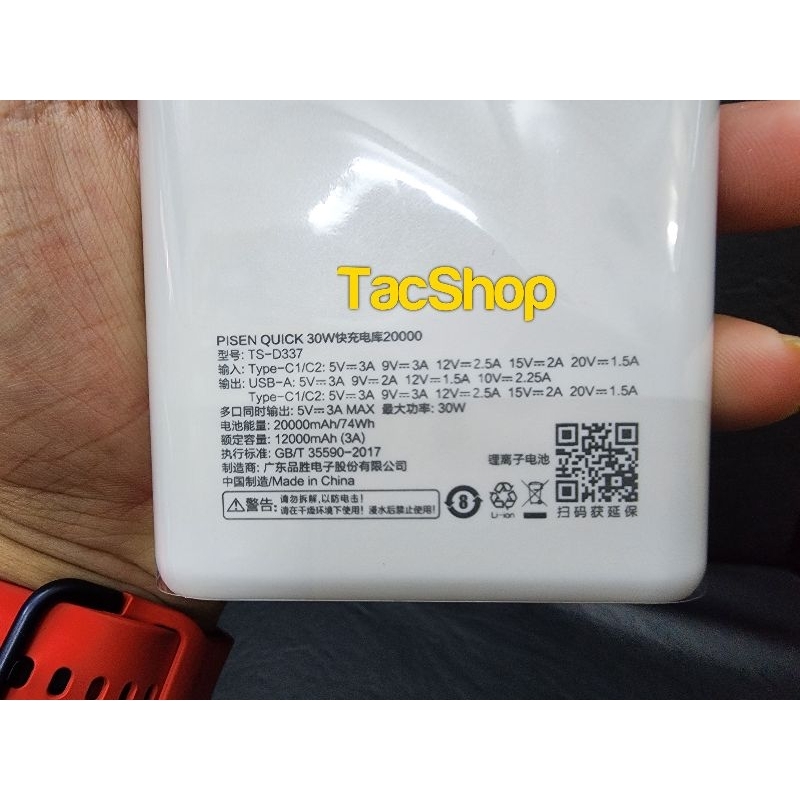 TacShop
PISEN QUICK 30W快充电库20000
型号: TS-D337
输入: Type-C1/C2: 5V⎓3A 9V⎓3A 12V⎓2.5A 15V⎓2A 20V⎓1.5A
输出: USB-A: 5V⎓3A 9V⎓2A 12V⎓1.5A 10V⎓2.25A
Type-C1/C2: 5V⎓3A 9V⎓3A 12V⎓2.5A 15V⎓2A 20V⎓1.5A
多口同时输出: 5V⎓3A MAX 最大功率: 30W
电池能量: 20000mAh/74Wh
额定容量: 12000mAh (3A)
执行标准: GB/T 35590-2017
制造商: 广东品胜电子股份有限公司
中国制造/Made in China
锂离子电池
警告: 请勿拆解,以防电击!
请在干燥环境下使用! 浸水后禁止使用!
8
Li-ion
扫码获延保